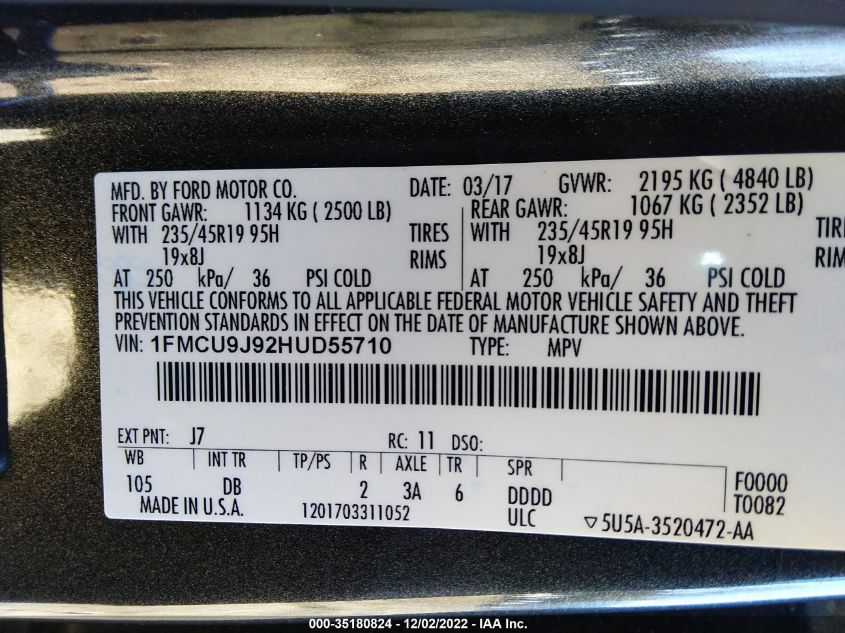 MFD. BY FORD MOTOR CO. DATE: 03/17 GVWR: 2195 KG ( 4840 LB)
FRONT GAWR: 1134 KG ( 2500 LB) REAR GAWR: 1067 KG ( 2352 LB)
WITH 235/45R19 95H TIRES WITH 235/45R19 95H TIRE
19x8J RIMS 19x8J RIM
AT 250 kPa/ 36 PSI COLD AT 250 kPa/ 36 PSI COLD
THIS VEHICLE CONFORMS TO ALL APPLICABLE FEDERAL MOTOR VEHICLE SAFETY AND THEFT
PREVENTION STANDARDS IN EFFECT ON THE DATE OF MANUFACTURE SHOWN ABOVE.
VIN: 1FMCU9J92HUD55710 TYPE: MPV
EXT PNT: J7 RC: 11 DSO:
WB INT TR TP/PS R AXLE TR SPR
105 DB 2 3A 6 DDDD F0000
MADE IN U.S.A. 1201703311052 ULC T0082
▽5U5A-3520472-AA
000-35180824 - 12/02/2022 - IAA Inc.